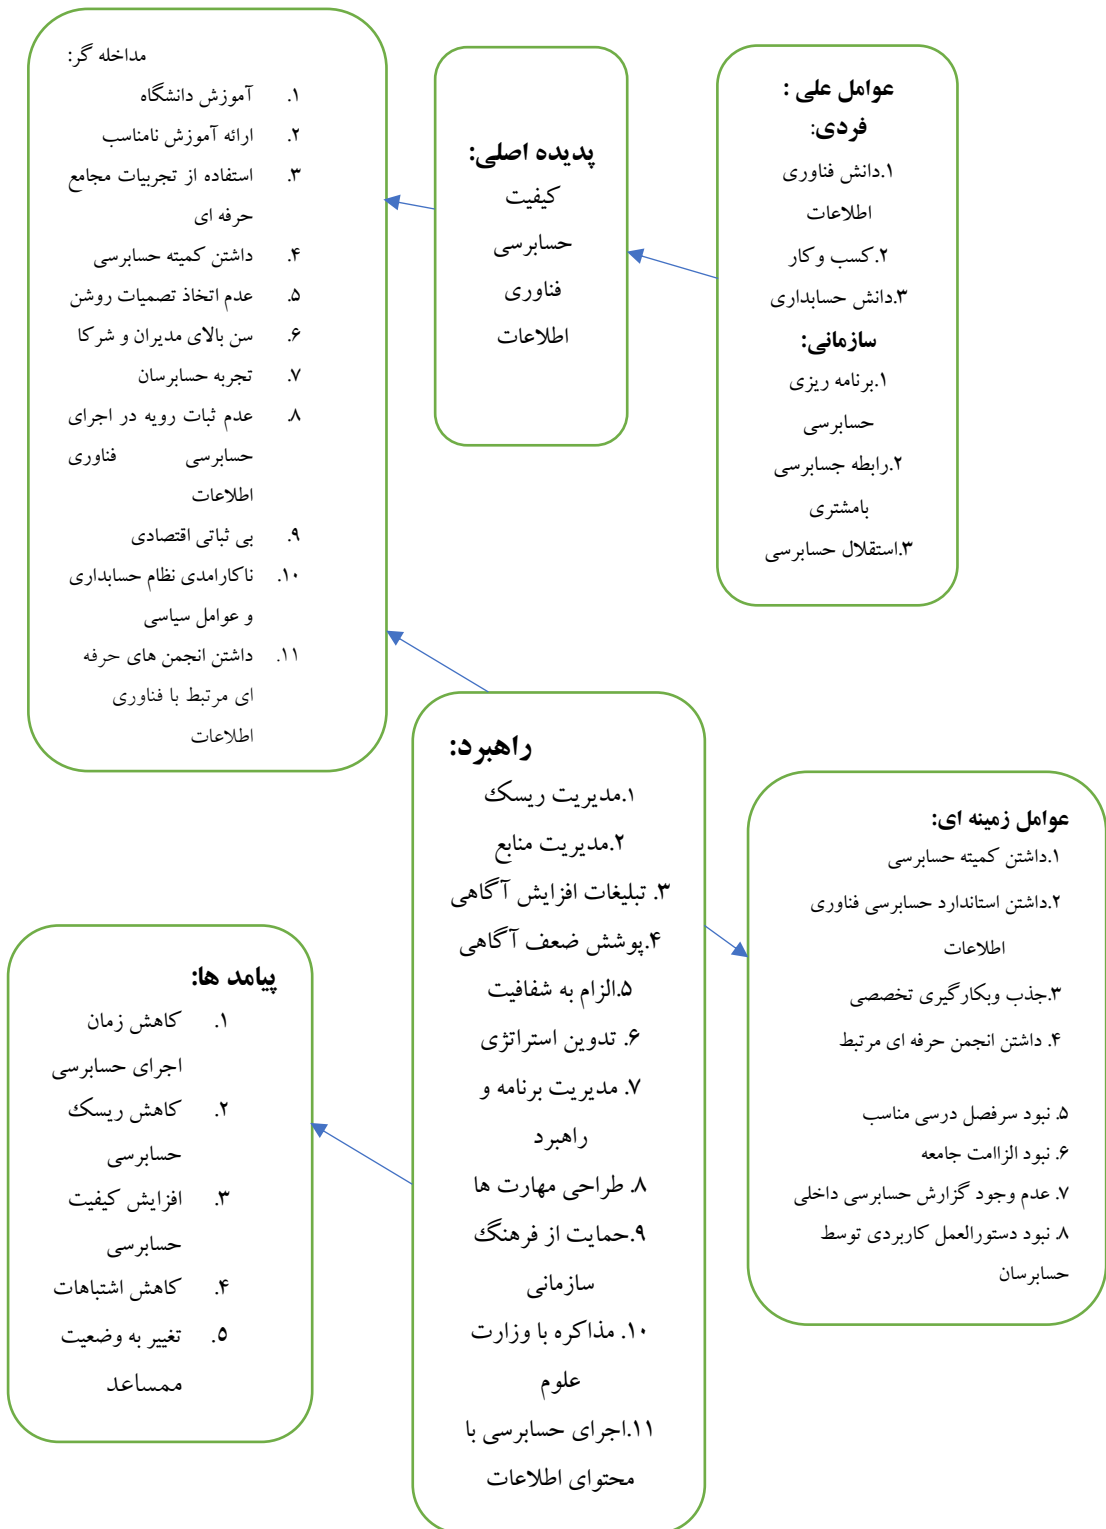 عوامل علی :
فردی:
۱.دانش فناوری
اطلاعات
۲.کسب وکار
۳.دانش حسابداری
سازمانی:
۱.برنامه ریزی
حسابرسی
۲.رابطه جسابرسی
بامشتری
۳.استقلال حسابرسی
پدیده اصلی:
کیفیت
حسابرسی
فناوری
اطلاعات
مداخله گر:
۱. آموزش دانشگاه
۲. ارائه آموزش نامناسب
۳. استفاده از تجربیات مجامع
حرفه ای
۴. داشتن کمیته حسابرسی
۵. عدم اتخاذ تصمیات روشن
۶. سن بالای مدیران و شرکا
۷. تجربه حسابرسان
۸. عدم ثبات رویه در اجرای
حسابرسی فناوری
اطلاعات
۹. بی ثباتی اقتصادی
۱۰. ناکارامدی نظام حسابداری
و عوامل سیاسی
۱۱. داشتن انجمن های حرفه
ای مرتبط با فناوری
اطلاعات
راهبرد:
۱.مدیریت ریسک
۲.مدیریت منابع
۳. تبلیغات افزایش آگاهی
۴.پوشش ضعف آگاهی
۵.الزام به شفافیت
۶. تدوین استراتژی
۷. مدیریت برنامه و
راهبرد
۸. طراحی مهارت ها
۹.حمایت از فرهنگ
سازمانی
۱۰. مذاکره با وزارت
علوم
۱۱.اجرای حسابرسی با
محتوای اطلاعات
عوامل زمینه ای:
۱.داشتن کمیته حسابرسی
۲.داشتن استاندارد حسابرسی فناوری
اطلاعات
۳.جذب وبکارگیری تخصصی
۴. داشتن انجمن حرفه ای مرتبط
۵. نبود سرفصل درسی مناسب
۶. نبود الزاامت جامعه
۷. عدم وجود گزارش حسابرسی داخلی
۸. نبود دستورالعمل کاربردی توسط
حسابرسان
پیامد ها:
۱. کاهش زمان
اجرای حسابرسی
۲. کاهش ریسک
حسابرسی
۳. افزایش کیفیت
حسابرسی
۴. کاهش اشتباهات
۵. تغییر به وضعیت
ممساعد